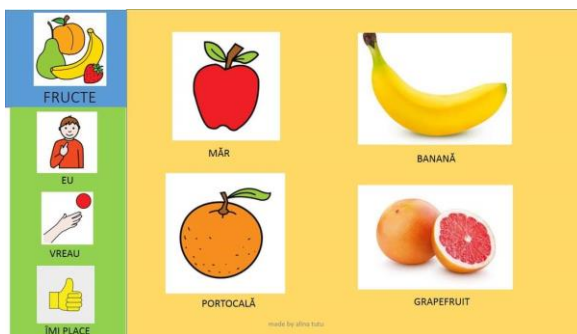 FRUCTE
EU
VREAU
ÎMI PLACE
MĂR
BANANĂ
PORTOCALĂ
GRAPEFRUIT
made by alina tutu